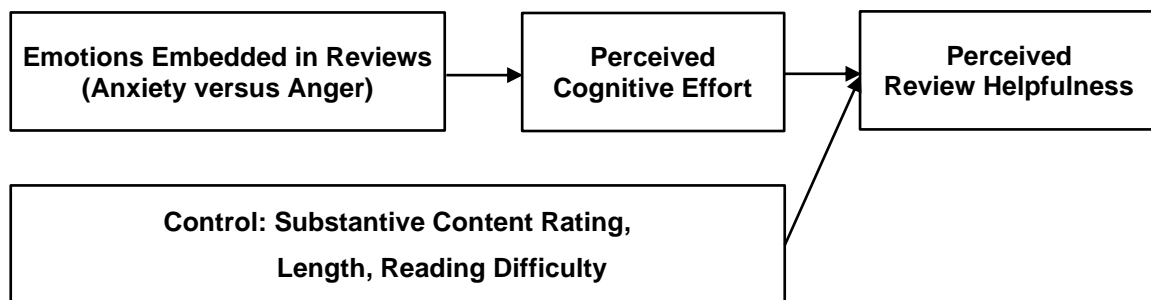 Emotions Embedded in Reviews
(Anxiety versus Anger)
Perceived
Cognitive Effort
Perceived
Review Helpfulness
Control: Substantive Content Rating,
Length, Reading Difficulty